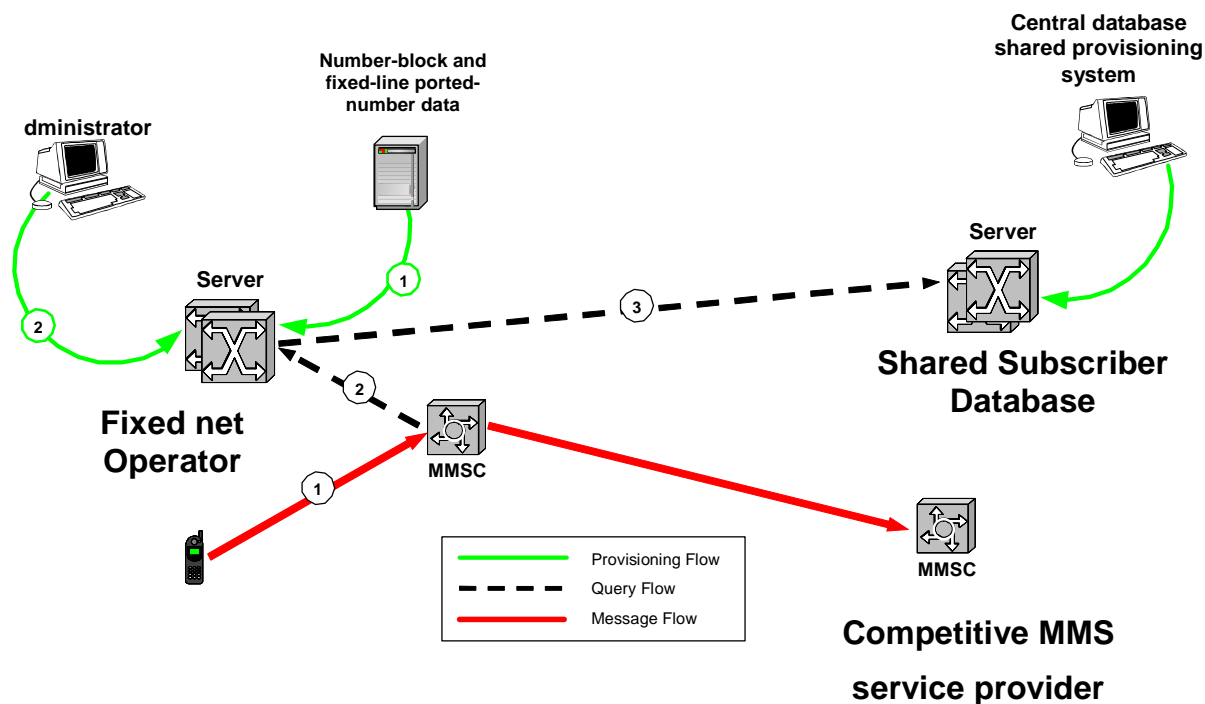 Central database
shared provisioning
system
Number-block and
fixed-line ported-
number data
dministrator
Server
Server
1
2
3
2
1
Shared Subscriber
Database
Fixed net
Operator
MMSC
MMSC
Provisioning Flow
Query Flow
Message Flow
Competitive MMS
service provider